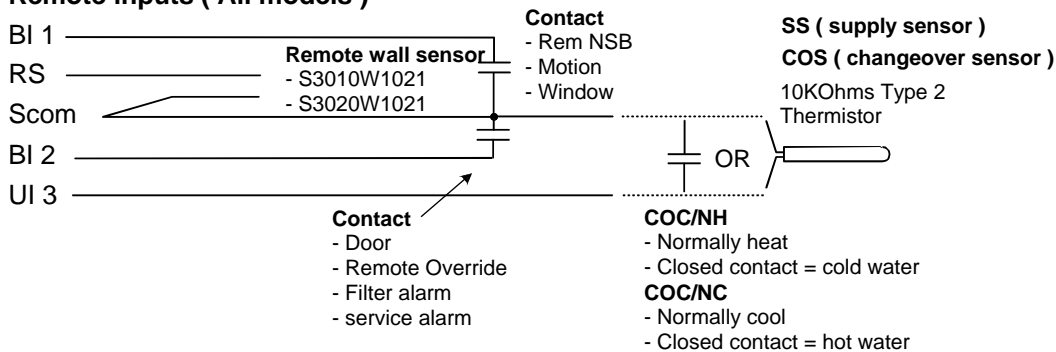 Remote Inputs ( All models )
BI 1
RS
Scom
BI 2
UI 3
Remote wall sensor
- S3010W1021
- S3020W1021
Contact
- Rem NSB
- Motion
- Window
SS ( supply sensor )
COS ( changeover sensor )
10KOhms Type 2
Thermistor
OR
Contact
- Door
- Remote Override
- Filter alarm
- service alarm
COC/NH
- Normally heat
- Closed contact = cold water
COC/NC
- Normally cool
- Closed contact = hot water